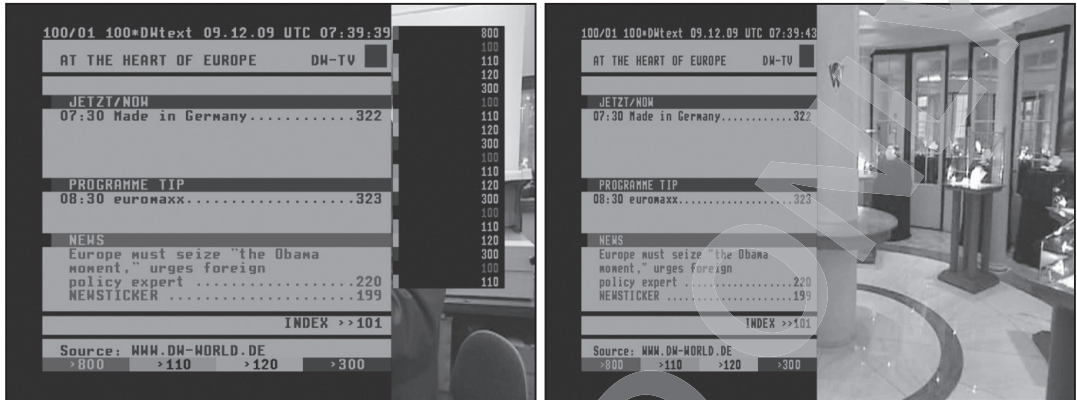 100/01 100*DWtext 09.12.09 UTC 07:39:39
AT THE HEART OF EUROPE DW-TV
JETZT/NOW
07:30 Made in Germany............322
PROGRAMME TIP
08:30 euromaxx...................323
NEWS
Europe must seize "the Obama
moment," urges foreign
policy expert ..................220
NEWSTICKER .....................199
INDEX >>101
Source: WWW.DW-WORLD.DE
>800 >110 >120 >300
800
100
110
120
300
100
110
120
300
100
110
120
300
100
110
120
300
100
110
100/01 100*DWtext 09.12.09 UTC 07:39:43
AT THE HEART OF EUROPE DW-TV
JETZT/NOW
07:30 Made in Germany............322
PROGRAMME TIP
08:30 euromaxx...................323
NEWS
Europe must seize "the Obama
moment," urges foreign
policy expert ..................220
NEWSTICKER .....................199
INDEX >>101
Source: WWW.DW-WORLD.DE
>800 >110 >120 >300